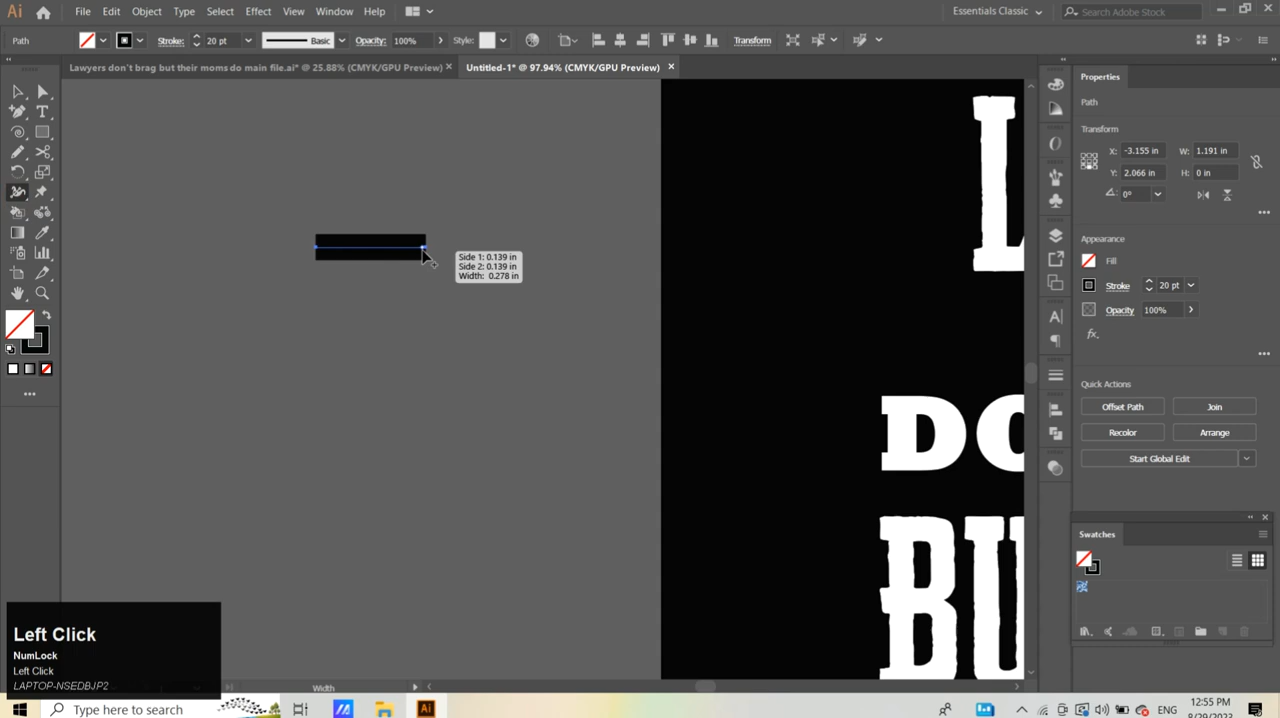 Ai File Edit Object Type Select Effect View Window Help Essentials Classic Search Adobe Stock
Path Stroke: 20 pt Basic Opacity: 100% Style: Transform
Lawyers don't brag but their moms do main file.ai* @ 25.88% (CMYK/GPU Preview) Untitled-1* @ 97.94% (CMYK/GPU Preview)
Properties
Path
Transform
X: -3.155 in W: 1.191 in
Y: 2.066 in H: 0 in
0°
Appearance
Fill
Stroke 20 pt
Opacity 100%
fx.
Quick Actions
Offset Path Join
Recolor Arrange
Start Global Edit
Side 1: 0.139 in
Side 2: 0.139 in
Width: 0.278 in
DO
BU
Swatches
Left Click
NumLock
Left Click
LAPTOP-NSEDBJP2
Width
Type here to search
Ai
ENG
12:55 PM
8/29/2023